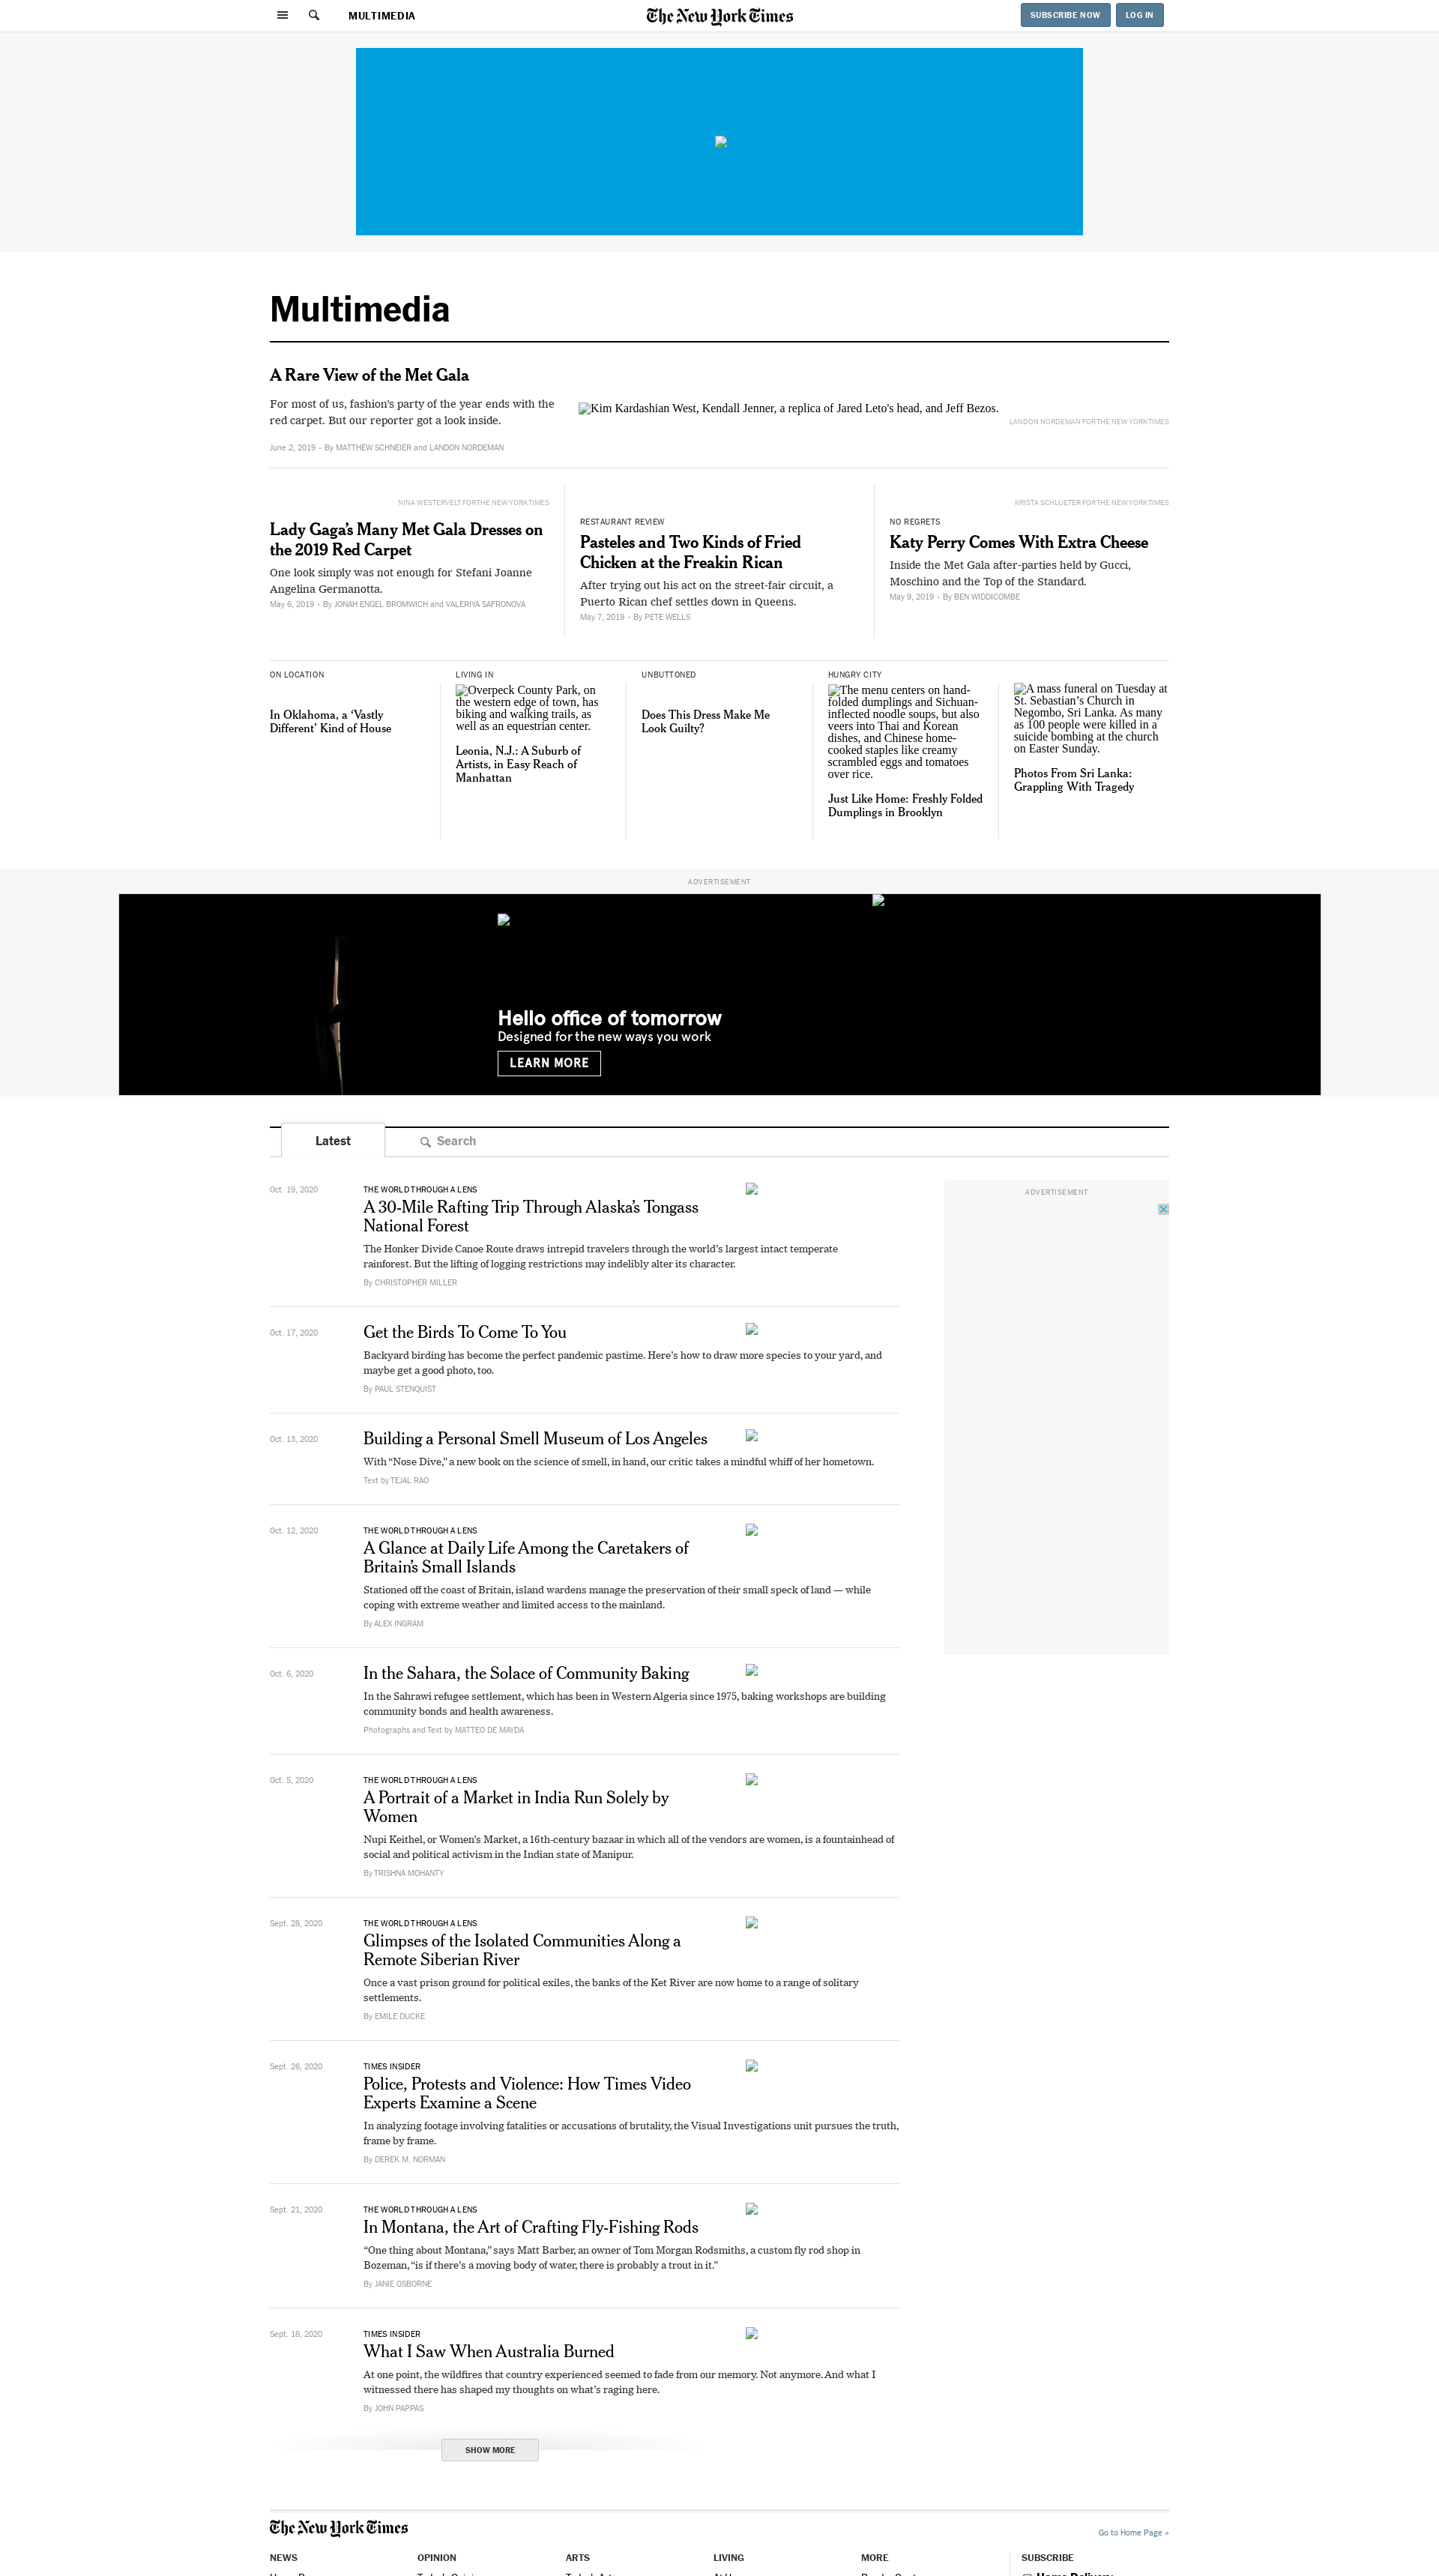 MULTIMEDIA
The New York Times
SUBSCRIBE NOW
LOG IN
Multimedia
A Rare View of the Met Gala
For most of us, fashion's party of the year ends with the
red carpet. But our reporter got a look inside.
June 2, 2019 • By MATTHEW SCHNEIER and LANDON NORDEMAN
Kim Kardashian West, Kendall Jenner, a replica of Jared Leto's head, and Jeff Bezos.
LANDON NORDEMAN FOR THE NEW YORK TIMES
NINA WESTERVELT FOR THE NEW YORK TIMES
Lady Gaga's Many Met Gala Dresses on
the 2019 Red Carpet
One look simply was not enough for Stefani Joanne
Angelina Germanotta.
May 6, 2019 • By JONAH ENGEL BROMWICH and VALERIYA SAFRONOVA
RESTAURANT REVIEW
Pasteles and Two Kinds of Fried
Chicken at the Freakin Rican
After trying out his act on the street-fair circuit, a
Puerto Rican chef settles down in Queens.
May 7, 2019 • By PETE WELLS
KRISTA SCHLUETER FOR THE NEW YORK TIMES
NO REGRETS
Katy Perry Comes With Extra Cheese
Inside the Met Gala after-parties held by Gucci,
Moschino and the Top of the Standard.
May 9, 2019 • By BEN WIDDICOMBE
ON LOCATION
In Oklahoma, a ‘Vastly
Different’ Kind of House
LIVING IN
Overpeck County Park, on
the western edge of town, has
biking and walking trails, as
well as an equestrian center.
Leonia, N.J.: A Suburb of
Artists, in Easy Reach of
Manhattan
UNBUTTONED
Does This Dress Make Me
Look Guilty?
HUNGRY CITY
The menu centers on hand-
folded dumplings and Sichuan-
inflected noodle soups, but also
veers into Thai and Korean
dishes, and Chinese home-
cooked staples like creamy
scrambled eggs and tomatoes
over rice.
Just Like Home: Freshly Folded
Dumplings in Brooklyn
A mass funeral on Tuesday at
St. Sebastian's Church in
Negombo, Sri Lanka. As many
as 100 people were killed in a
suicide bombing at the church
on Easter Sunday.
Photos From Sri Lanka:
Grappling With Tragedy
ADVERTISEMENT
Hello office of tomorrow
Designed for the new ways you work
LEARN MORE
Latest
Search
ADVERTISEMENT
Oct. 19, 2020
THE WORLD THROUGH A LENS
A 30-Mile Rafting Trip Through Alaska's Tongass
National Forest
The Honker Divide Canoe Route draws intrepid travelers through the world's largest intact temperate
rainforest. But the lifting of logging restrictions may indelibly alter its character.
By CHRISTOPHER MILLER
Oct. 17, 2020
Get the Birds To Come To You
Backyard birding has become the perfect pandemic pastime. Here's how to draw more species to your yard, and
maybe get a good photo, too.
By PAUL STENQUIST
Oct. 13, 2020
Building a Personal Smell Museum of Los Angeles
With “Nose Dive,” a new book on the science of smell, in hand, our critic takes a mindful whiff of her hometown.
Text by TEJAL RAO
Oct. 12, 2020
THE WORLD THROUGH A LENS
A Glance at Daily Life Among the Caretakers of
Britain's Small Islands
Stationed off the coast of Britain, island wardens manage the preservation of their small speck of land — while
coping with extreme weather and limited access to the mainland.
By ALEX INGRAM
Oct. 6, 2020
In the Sahara, the Solace of Community Baking
In the Sahrawi refugee settlement, which has been in Western Algeria since 1975, baking workshops are building
community bonds and health awareness.
Photographs and Text by MATTEO DE MAYDA
Oct. 5, 2020
THE WORLD THROUGH A LENS
A Portrait of a Market in India Run Solely by
Women
Nupi Keithel, or Women's Market, a 16th-century bazaar in which all of the vendors are women, is a fountainhead of
social and political activism in the Indian state of Manipur.
By TRISHNA MOHANTY
Sept. 28, 2020
THE WORLD THROUGH A LENS
Glimpses of the Isolated Communities Along a
Remote Siberian River
Once a vast prison ground for political exiles, the banks of the Ket River are now home to a range of solitary
settlements.
By EMILE DUCKE
Sept. 26, 2020
TIMES INSIDER
Police, Protests and Violence: How Times Video
Experts Examine a Scene
In analyzing footage involving fatalities or accusations of brutality, the Visual Investigations unit pursues the truth,
frame by frame.
By DEREK M. NORMAN
Sept. 21, 2020
THE WORLD THROUGH A LENS
In Montana, the Art of Crafting Fly-Fishing Rods
“One thing about Montana,” says Matt Barber, an owner of Tom Morgan Rodsmiths, a custom fly rod shop in
Bozeman, “is if there's a moving body of water, there is probably a trout in it.”
By JANIE OSBORNE
Sept. 18, 2020
TIMES INSIDER
What I Saw When Australia Burned
At one point, the wildfires that country experienced seemed to fade from our memory. Not anymore. And what I
witnessed there has shaped my thoughts on what's raging here.
By JOHN PAPPAS
SHOW MORE
The New York Times
Go to Home Page »
NEWS
OPINION
ARTS
LIVING
MORE
SUBSCRIBE